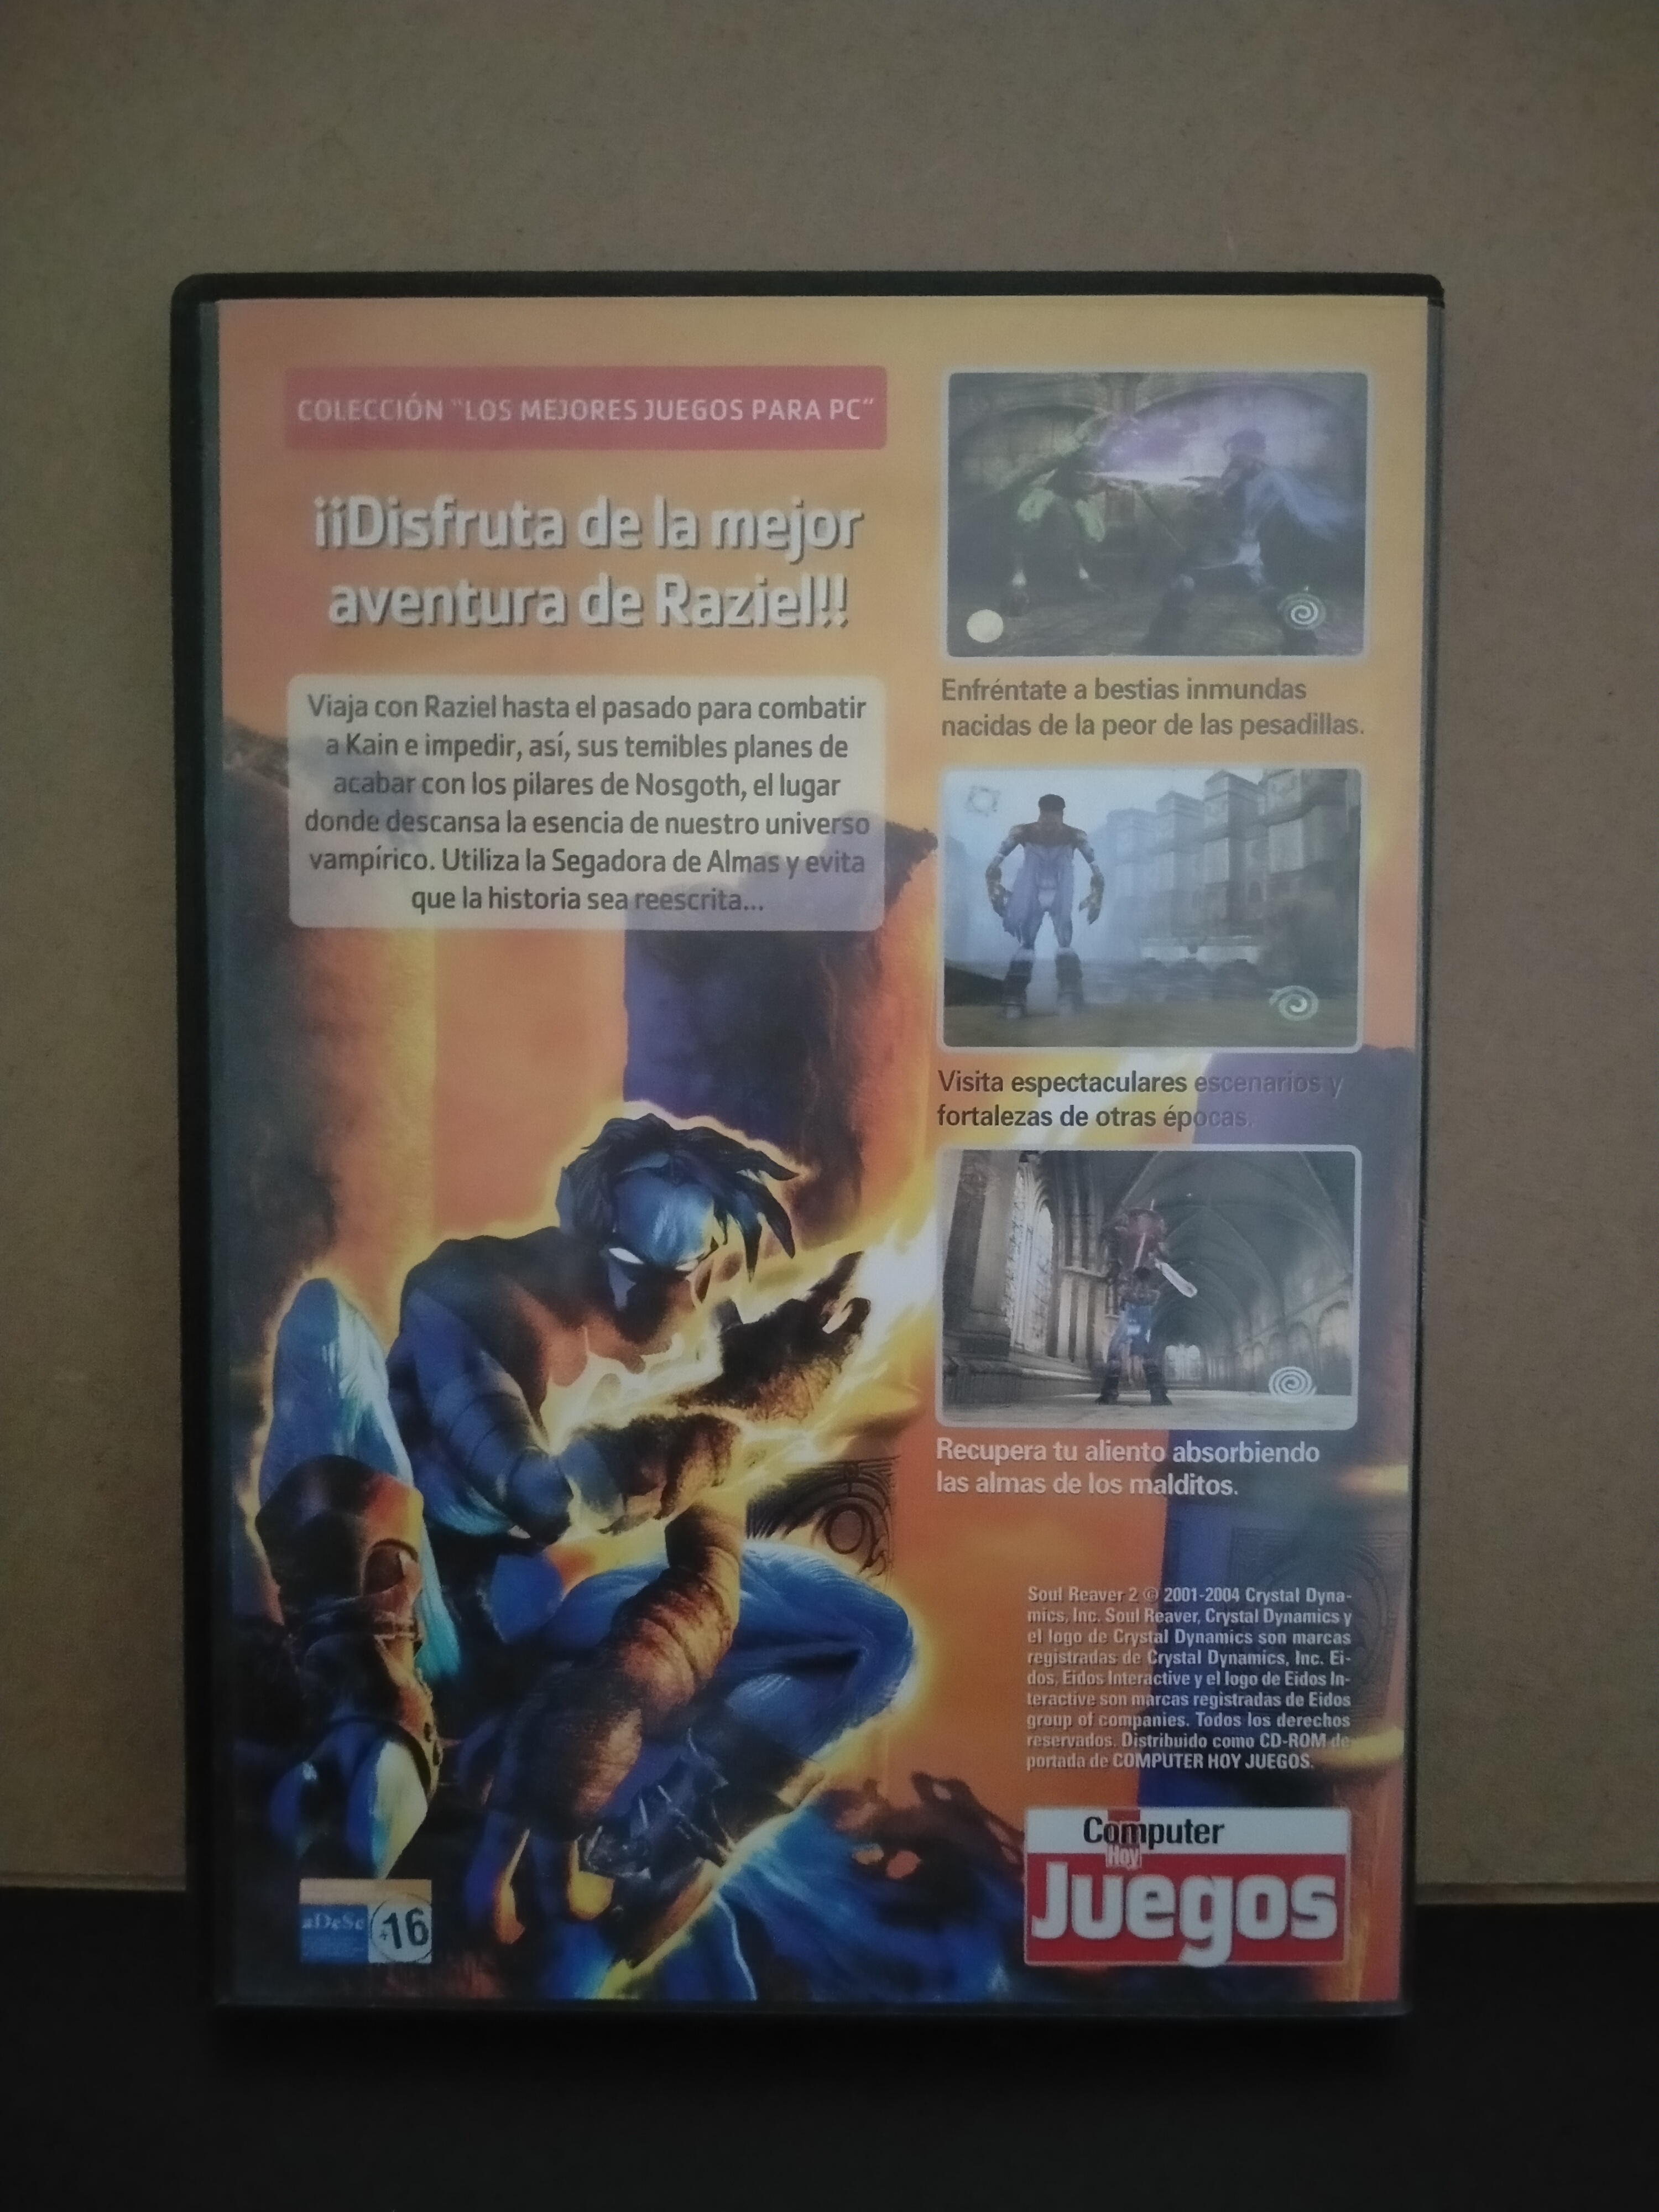 COLECCIÓN "LOS MEJORES JUEGOS PARA PC"
¡¡Disfruta de la mejor
aventura de Raziel!!
Viaja con Raziel hasta el pasado para combatir
a Kain e impedir, así, sus temibles planes de
acabar con los pilares de Nosgoth, el lugar
donde descansa la esencia de nuestro universo
vampírico. Utiliza la Segadora de Almas y evita
que la historia sea reescrita...
Enfréntate a bestias inmundas
nacidas de la peor de las pesadillas.
Visita espectaculares escenarios y
fortalezas de otras épocas.
Recupera tu aliento absorbiendo
las almas de los malditos.
Soul Reaver 2 © 2001-2004 Crystal Dyna-
mics, Inc. Soul Reaver, Crystal Dynamics y
el logo de Crystal Dynamics son marcas
registradas de Crystal Dynamics, Inc. Ei-
dos, Eidos Interactive y el logo de Eidos In-
teractive son marcas registradas de Eidos
group of companies. Todos los derechos
reservados. Distribuido como CD-ROM de
portada de COMPUTER HOY JUEGOS.
Computer
Hoy
Juegos
aDeSe +16